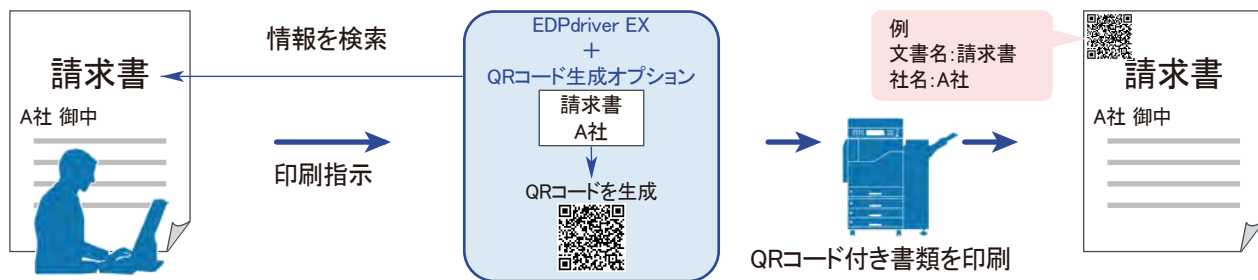 請求書
A社 御中
情報を検索
印刷指示
EDPdriver EX
+
QRコード生成オプション
請求書
A社
QRコードを生成
QRコード付き書類を印刷
例
文書名:請求書
社名:A社
請求書
A社 御中